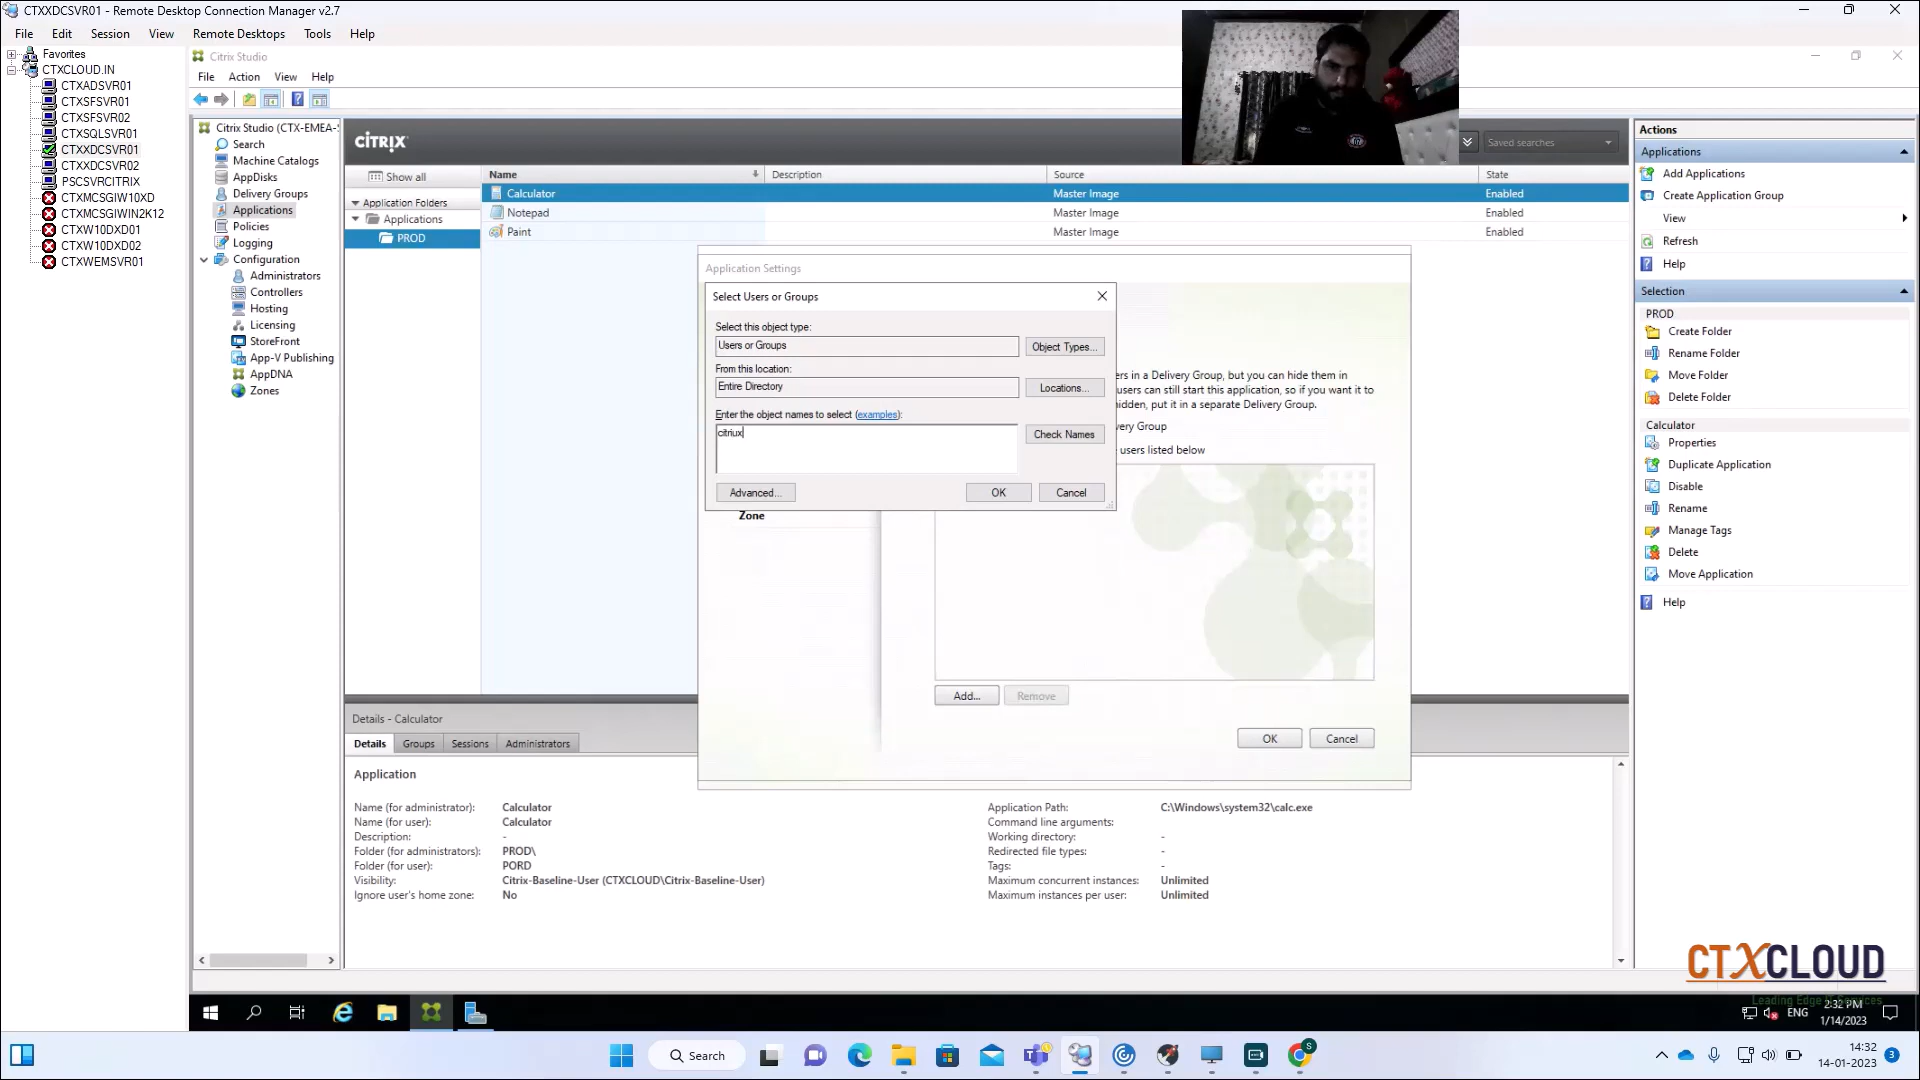 CTXXDCSVR01 - Remote Desktop Connection Manager v2.7
File Edit Session View Remote Desktops Tools Help
Favorites
CTXCLOUD.IN
CTXADSVR01
CTXSFSVR01
CTXSFSVR02
CTXSQLSVR01
CTXXDCSVR01
CTXXDCSVR02
PSCSVRCITRIX
CTXMCSGIW10XD
CTXMCSGIWIN2K12
CTXW10DXD01
CTXW10DXD02
CTXWEMSVR01
Citrix Studio
File Action View Help
Citrix Studio (CTX-EMEA-S
Search
Machine Catalogs
AppDisks
Delivery Groups
Applications
Policies
Logging
Configuration
Administrators
Controllers
Hosting
Licensing
StoreFront
App-V Publishing
AppDNA
Zones
CITRIX
Saved searches
Show all
Application Folders
Applications
PROD
Name Description Source State
Calculator Master Image Enabled
Notepad Master Image Enabled
Paint Master Image Enabled
Application Settings
Select Users or Groups
Select this object type:
Users or Groups
Object Types...
From this location:
Entire Directory
Locations...
Enter the object names to select (examples):
citriux
Check Names
Advanced...
OK
Cancel
Zone
ers in a Delivery Group, but you can hide them in
users can still start this application, so if you want it to
idden, put it in a separate Delivery Group.
very Group
users listed below
Add...
Remove
OK
Cancel
Details - Calculator
Details Groups Sessions Administrators
Application
Name (for administrator): Calculator
Name (for user): Calculator
Description: -
Folder (for administrators): PROD\
Folder (for user): PORD
Visibility: Citrix-Baseline-User (CTXCLOUD\Citrix-Baseline-User)
Ignore user's home zone: No
Application Path: C:\Windows\system32\calc.exe
Command line arguments:
Working directory: -
Redirected file types: -
Tags: -
Maximum concurrent instances: Unlimited
Maximum instances per user: Unlimited
Actions
Applications
Add Applications
Create Application Group
View
Refresh
Help
Selection
PROD
Create Folder
Rename Folder
Move Folder
Delete Folder
Calculator
Properties
Duplicate Application
Disable
Rename
Manage Tags
Delete
Move Application
Help
CTXCLOUD
Leading Edge IT Services
ENG
2:32 PM
1/14/2023
Search
14:32
14-01-2023
3